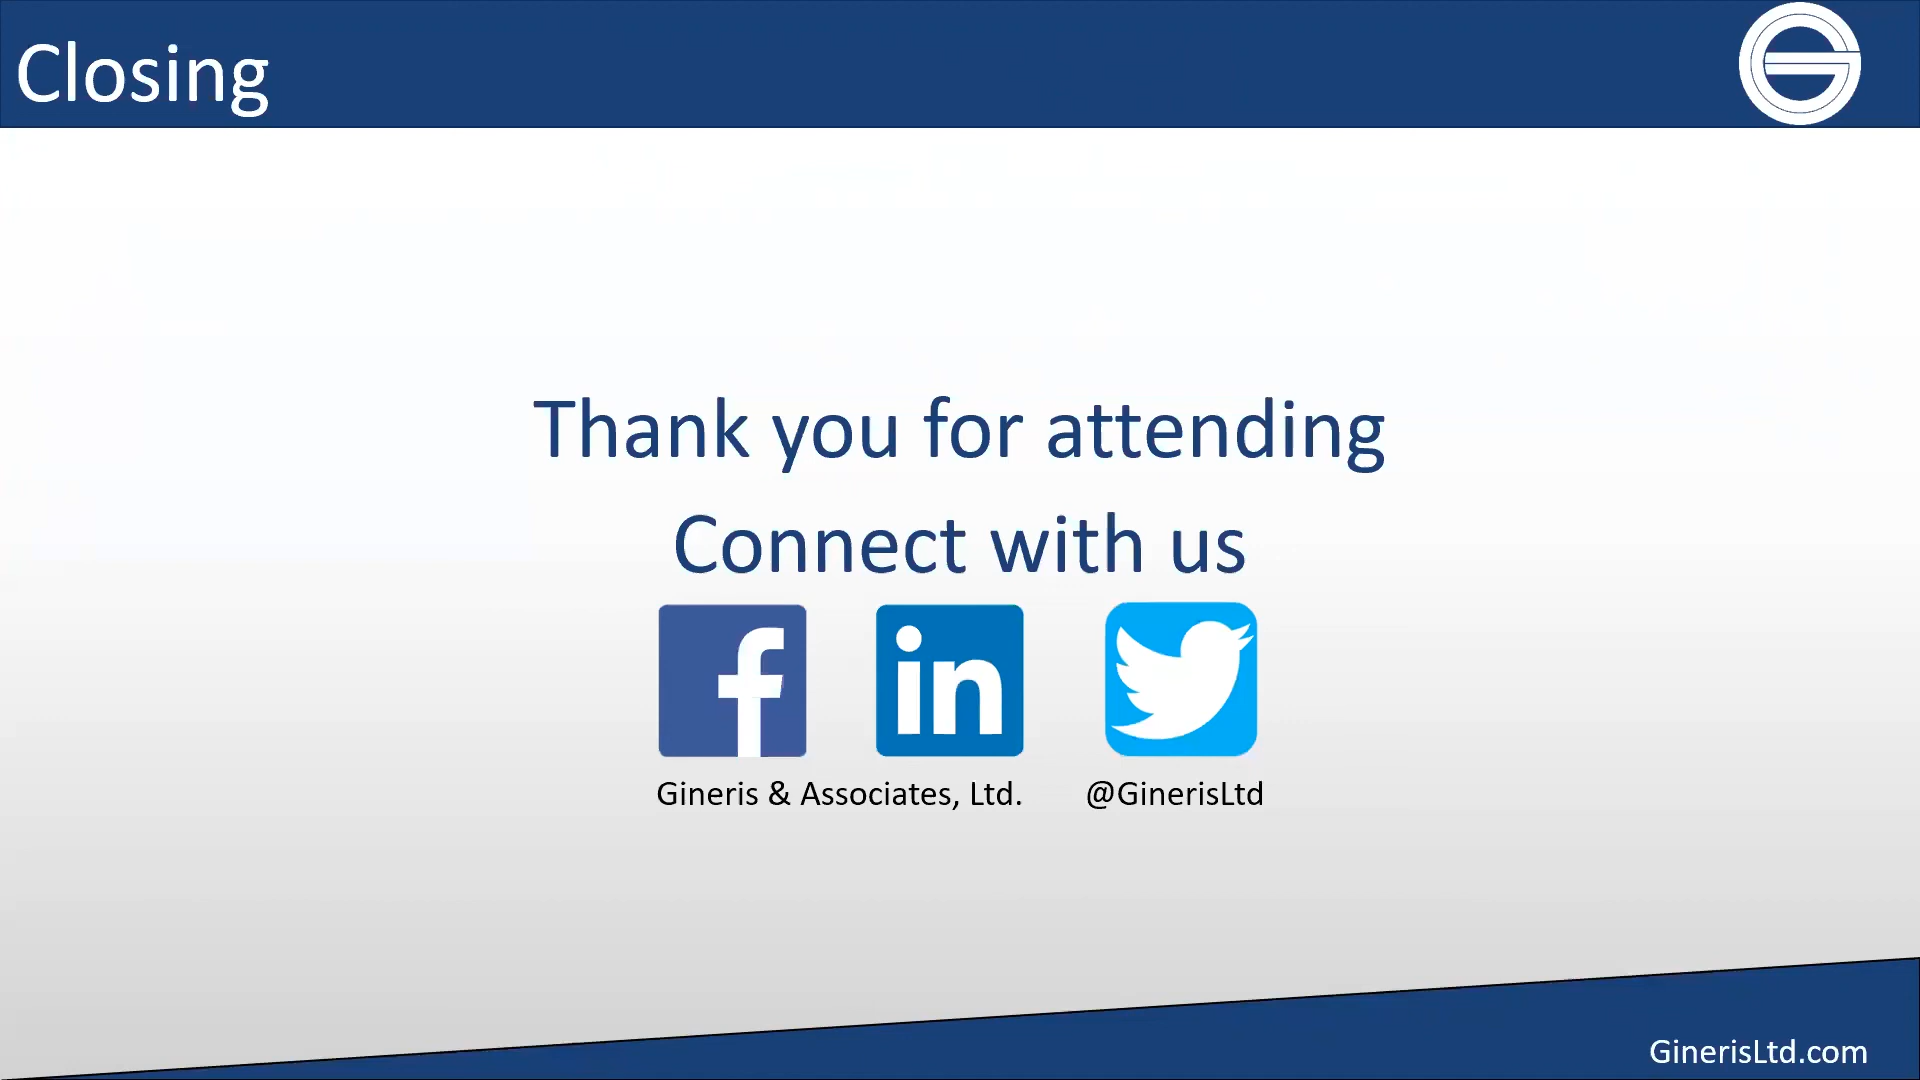 Closing
Thank you for attending
Connect with us
Gineris & Associates, Ltd.
@GinerisLtd
GinerisLtd.com